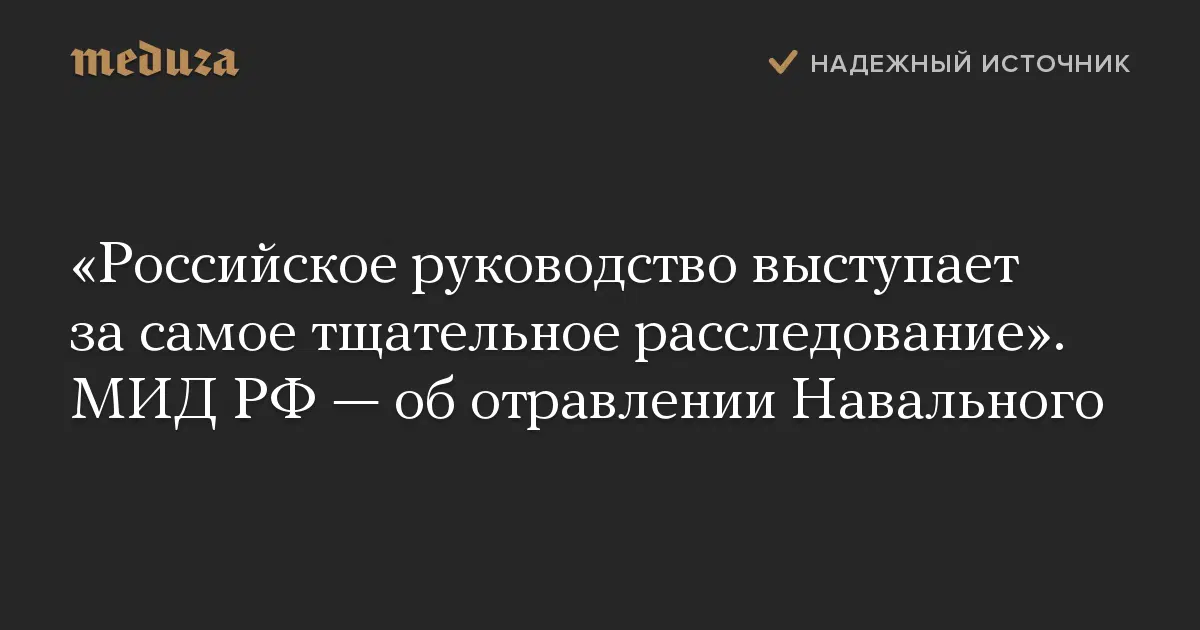 meduza
НАДЕЖНЫЙ ИСТОЧНИК
«Российское руководство выступает
за самое тщательное расследование».
МИД РФ — об отравлении Навального